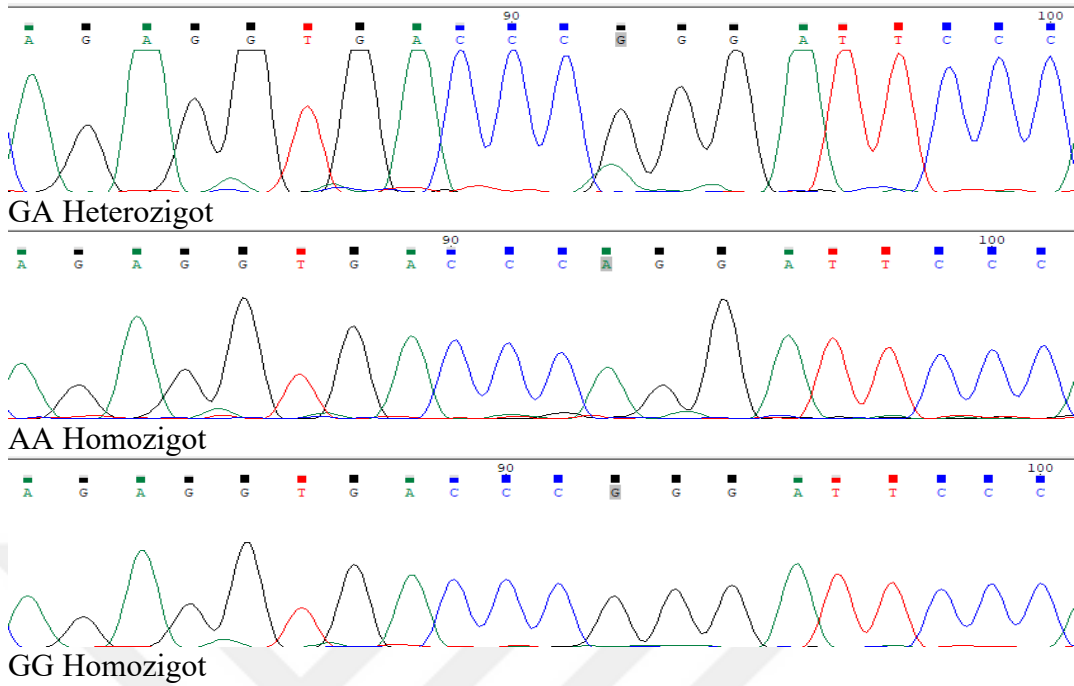 90 100
A G A G G T G A C C C G G G A T T C C C
GA Heterozigot
90 100
A G A G G T G A C C C A G G A T T C C C
AA Homozigot
90 100
A G A G G T G A C C C G G G A T T C C C
GG Homozigot